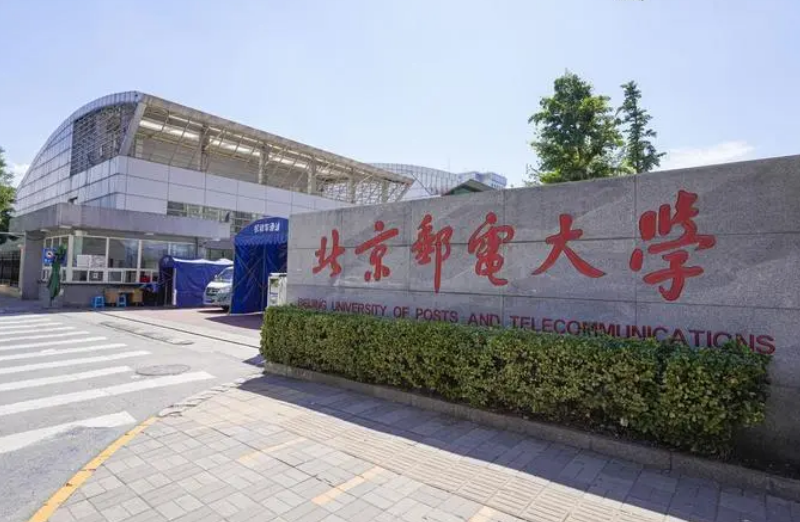 北京郵電大学
BEIJING UNIVERSITY OF POSTS AND TELECOMMUNICATIONS